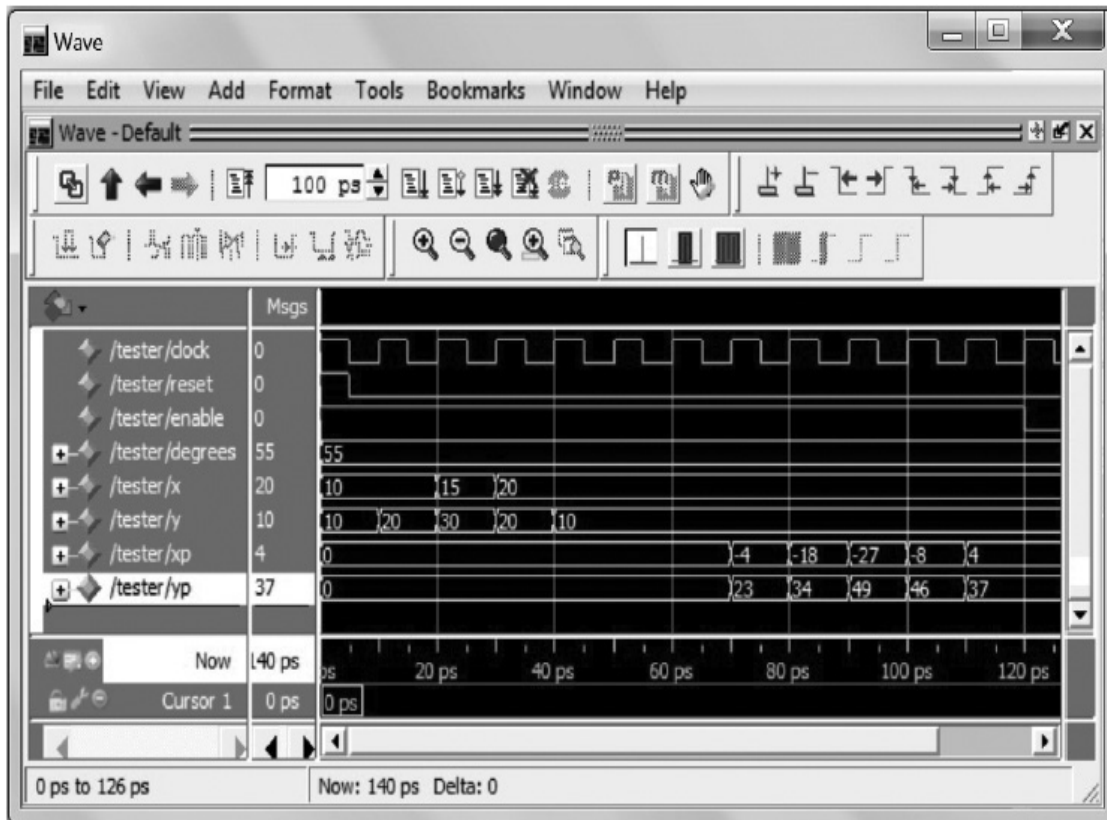 Wave
File Edit View Add Format Tools Bookmarks Window Help
Wave - Default
100 ps
Msgs
/tester/clock 0
/tester/reset 0
/tester/enable 0
/tester/degrees 55 55
/tester/x 20 10 15 20
/tester/y 10 10 20 30 20 10
/tester/xp 4 0 -4 -18 -27 -8 4
/tester/yp 37 0 23 34 49 46 37
Now 140 ps ps 20 ps 40 ps 60 ps 80 ps 100 ps 120 ps
Cursor 1 0 ps 0 ps
0 ps to 126 ps Now: 140 ps Delta: 0